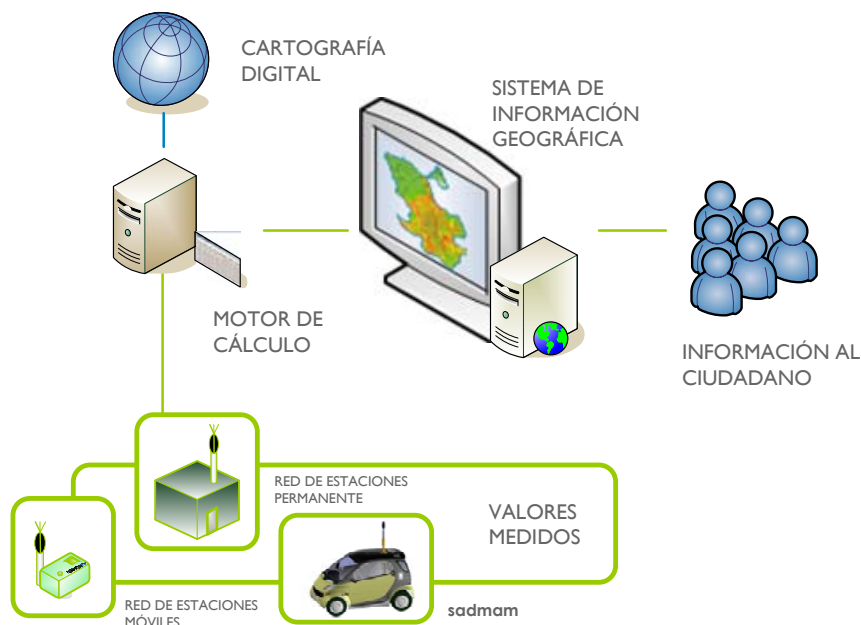 CARTOGRAFÍA
DIGITAL
SISTEMA DE
INFORMACIÓN
GEOGRÁFICA
MOTOR DE
CÁLCULO
INFORMACIÓN AL
CIUDADANO
RED DE ESTACIONES
PERMANENTE
VALORES
MEDIDOS
RED DE ESTACIONES
MÓVILES
sadmam